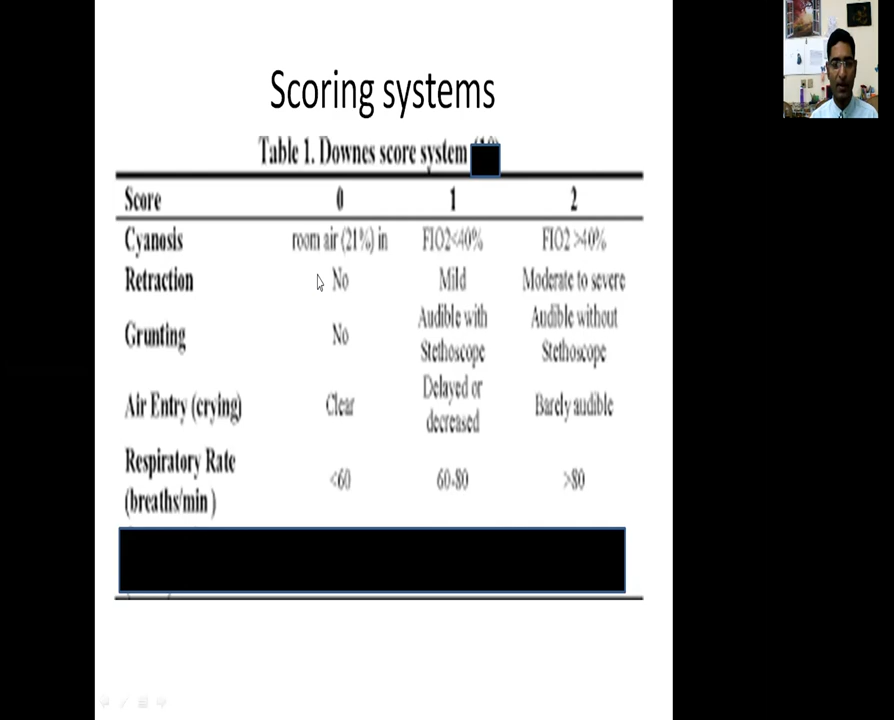 Scoring systems
Table 1. Downes score system
Score 0 1 2
Cyanosis room air (21%) in FIO2<40% FIO2 >40%
Retraction No Mild Moderate to severe
Grunting No Audible with Stethoscope Audible without Stethoscope
Air Entry (crying) Clear Delayed or decreased Barely audible
Respiratory Rate (breaths/min ) <60 60-80 >80